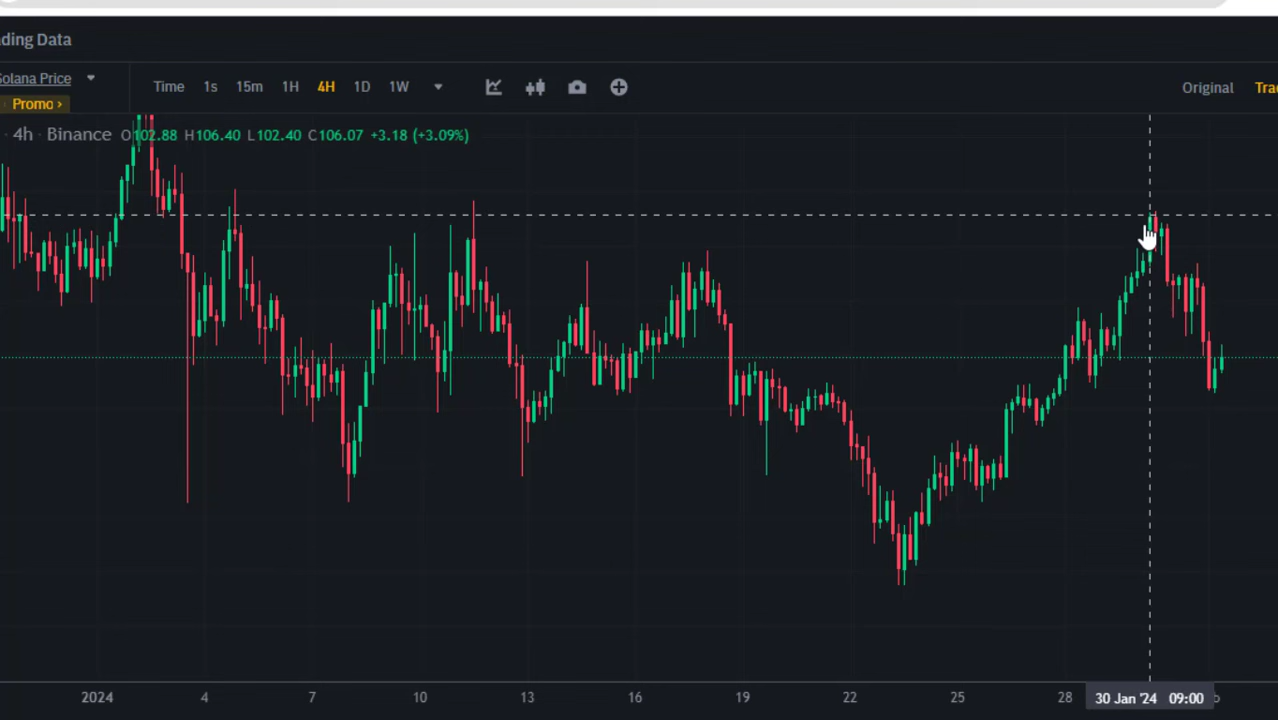 ding Data
Solana Price
Time 1s 15m 1H 4H 1D 1W
Original Tra
Promo ›
· 4h · Binance O102.88 H106.40 L102.40 C106.07 +3.18 (+3.09%)
2024 4 7 10 13 16 19 22 25 28 30 Jan '24 09:00